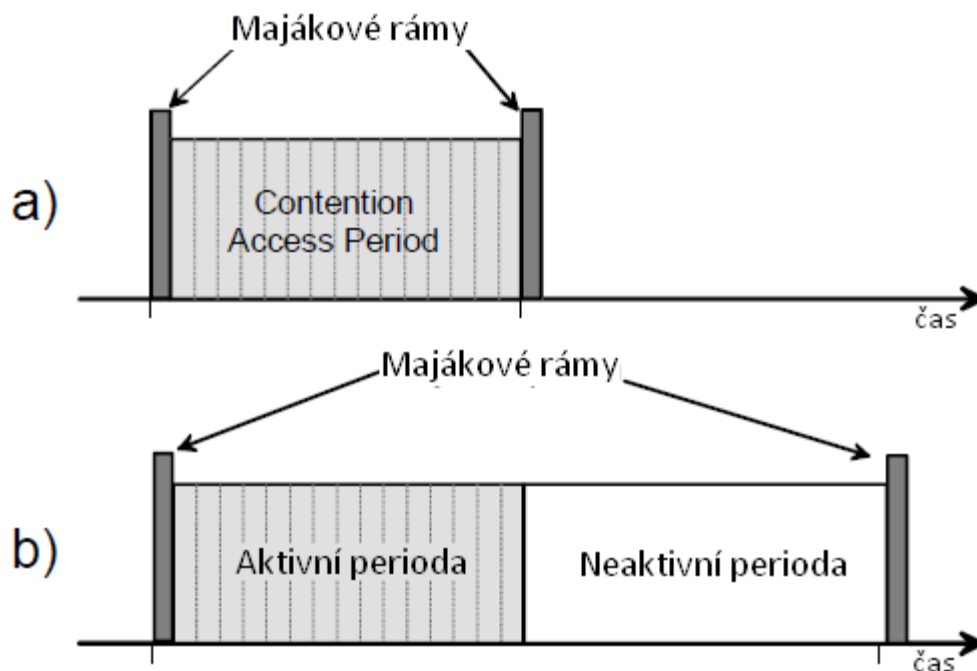 Majákové rámy
a)
Contention
Access Period
čas
Majákové rámy
b)
Aktivní perioda
Neaktivní perioda
čas